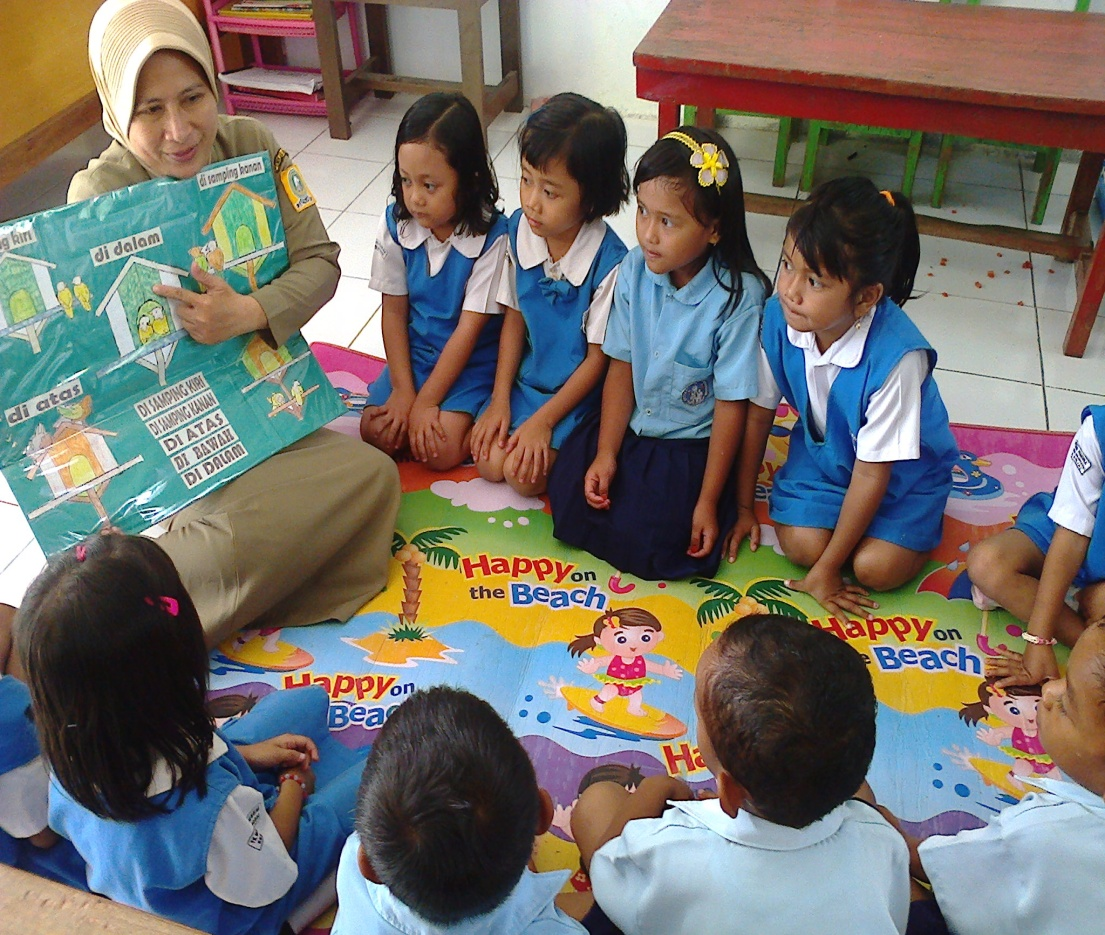 di samping kanan
ng kiri
di dalam
di atas
DI SAMPING KIRI
DI SAMPING KANAN
DI ATAS
DI BAWAH
DI DALAM
Happy on
the Beach
Happy on
the Beach
Happy on
Beach
H